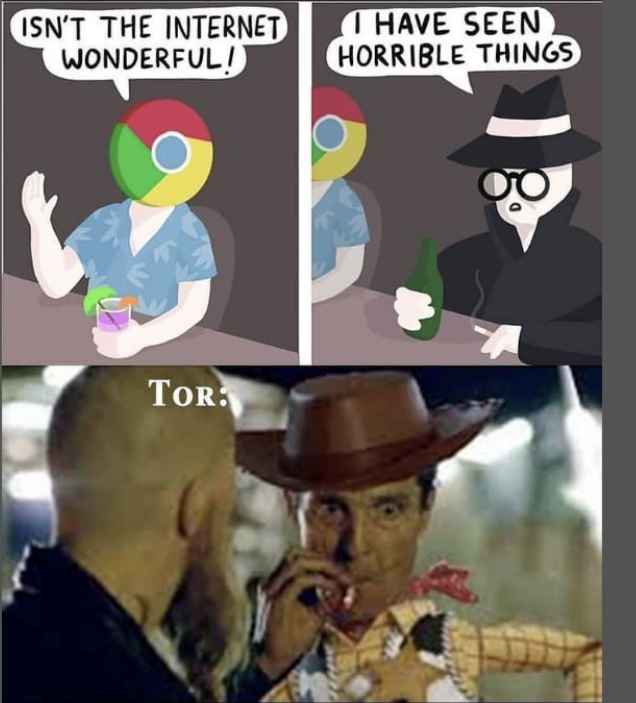 ISN'T THE INTERNET
WONDERFUL!
I HAVE SEEN
HORRIBLE THINGS
TOR: